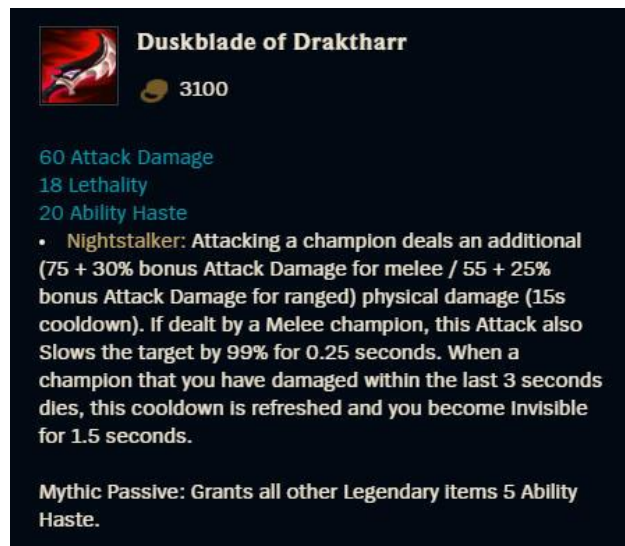 Duskblade of Draktharr
3100
60 Attack Damage
18 Lethality
20 Ability Haste
• Nightstalker: Attacking a champion deals an additional
(75 + 30% bonus Attack Damage for melee / 55 + 25%
bonus Attack Damage for ranged) physical damage (15s
cooldown). If dealt by a Melee champion, this Attack also
Slows the target by 99% for 0.25 seconds. When a
champion that you have damaged within the last 3 seconds
dies, this cooldown is refreshed and you become Invisible
for 1.5 seconds.
Mythic Passive: Grants all other Legendary items 5 Ability
Haste.